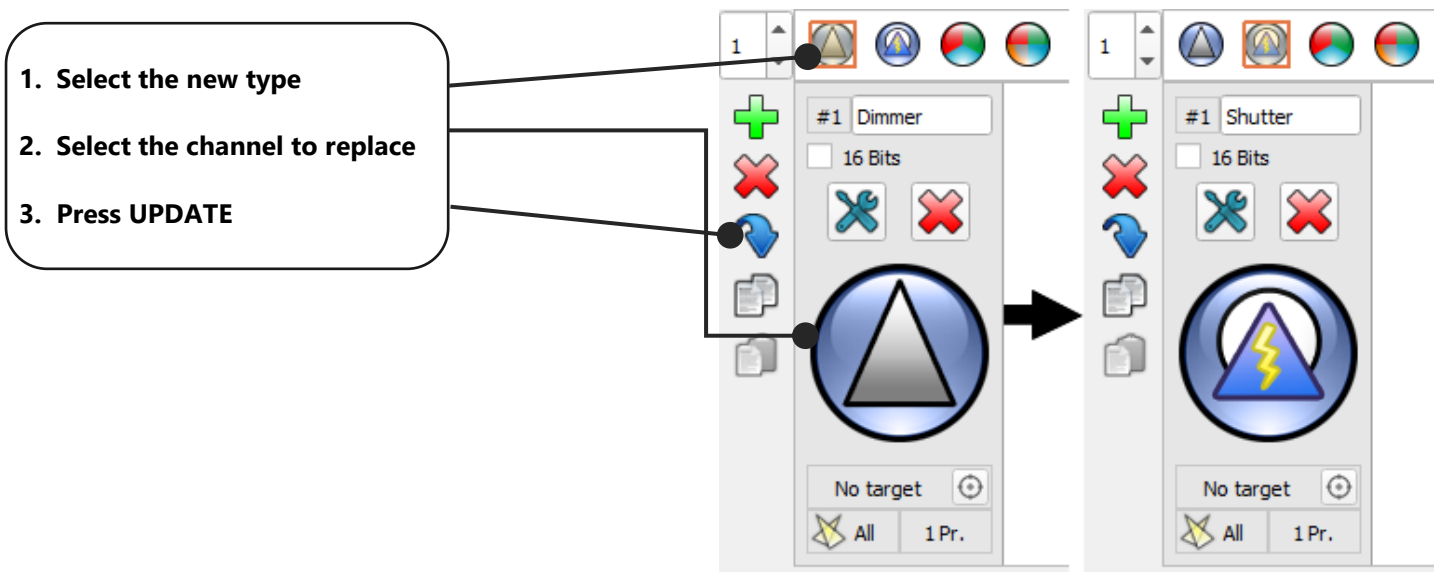 1. Select the new type
2. Select the channel to replace
3. Press UPDATE
1
#1 Dimmer
16 Bits
No target
All 1 Pr.
1
#1 Shutter
16 Bits
No target
All 1 Pr.